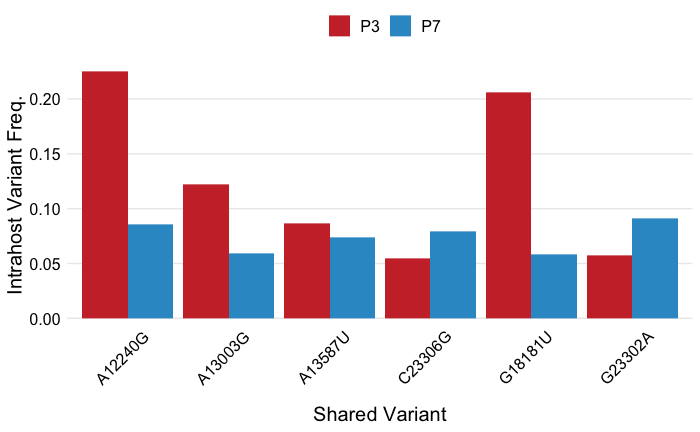 P3 P7
Intrahost Variant Freq.
0.20
0.15
0.10
0.05
0.00
A12240G A13003G A13587U C23306G G18181U G23302A
Shared Variant